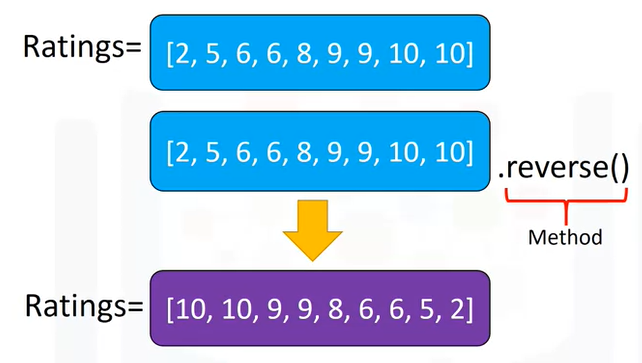 Ratings= [2, 5, 6, 6, 8, 9, 9, 10, 10]
[2, 5, 6, 6, 8, 9, 9, 10, 10] .reverse()
Method
Ratings= [10, 10, 9, 9, 8, 6, 6, 5, 2]